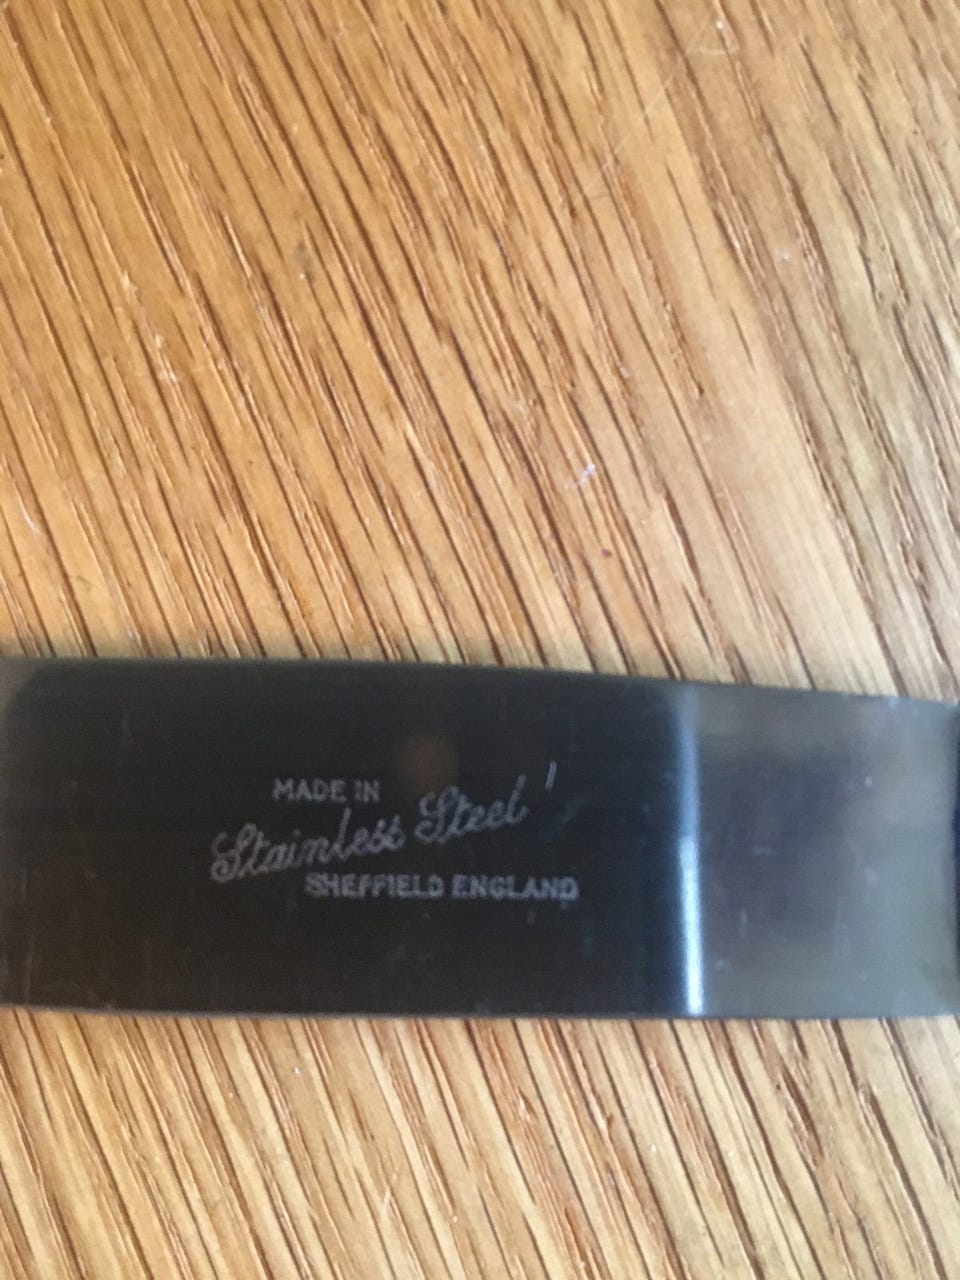 MADE IN
Stainless Steel
SHEFFIELD ENGLAND